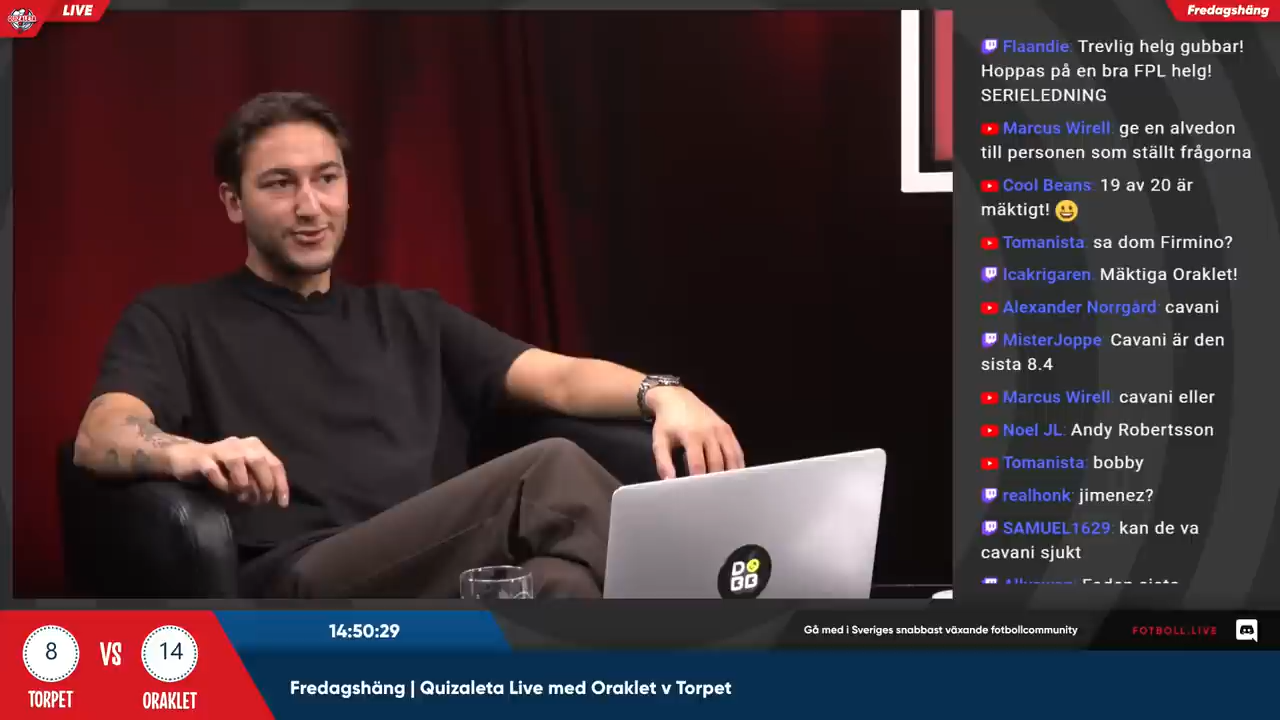 QUIZALETA
LIVE
Fredagshäng
Flaandie: Trevlig helg gubbar!
Hoppas på en bra FPL helg!
SERIELEDNING
Marcus Wirell: ge en alvedon
till personen som ställt frågorna
Cool Beans: 19 av 20 är
mäktigt! 😀
Tomanista: sa dom Firmino?
Icakrigaren: Mäktiga Oraklet!
Alexander Norrgård: cavani
MisterJoppe: Cavani är den
sista 8.4
Marcus Wirell: cavani eller
Noel JL: Andy Robertsson
Tomanista: bobby
realhonk: jimenez?
SAMUEL1629: kan de va
cavani sjukt
8
VS
14
TORPET
ORAKLET
14:50:29
Gå med i Sveriges snabbast växande fotbollcommunity
FOTBOLL.LIVE
Fredagshäng | Quizaleta Live med Oraklet v Torpet